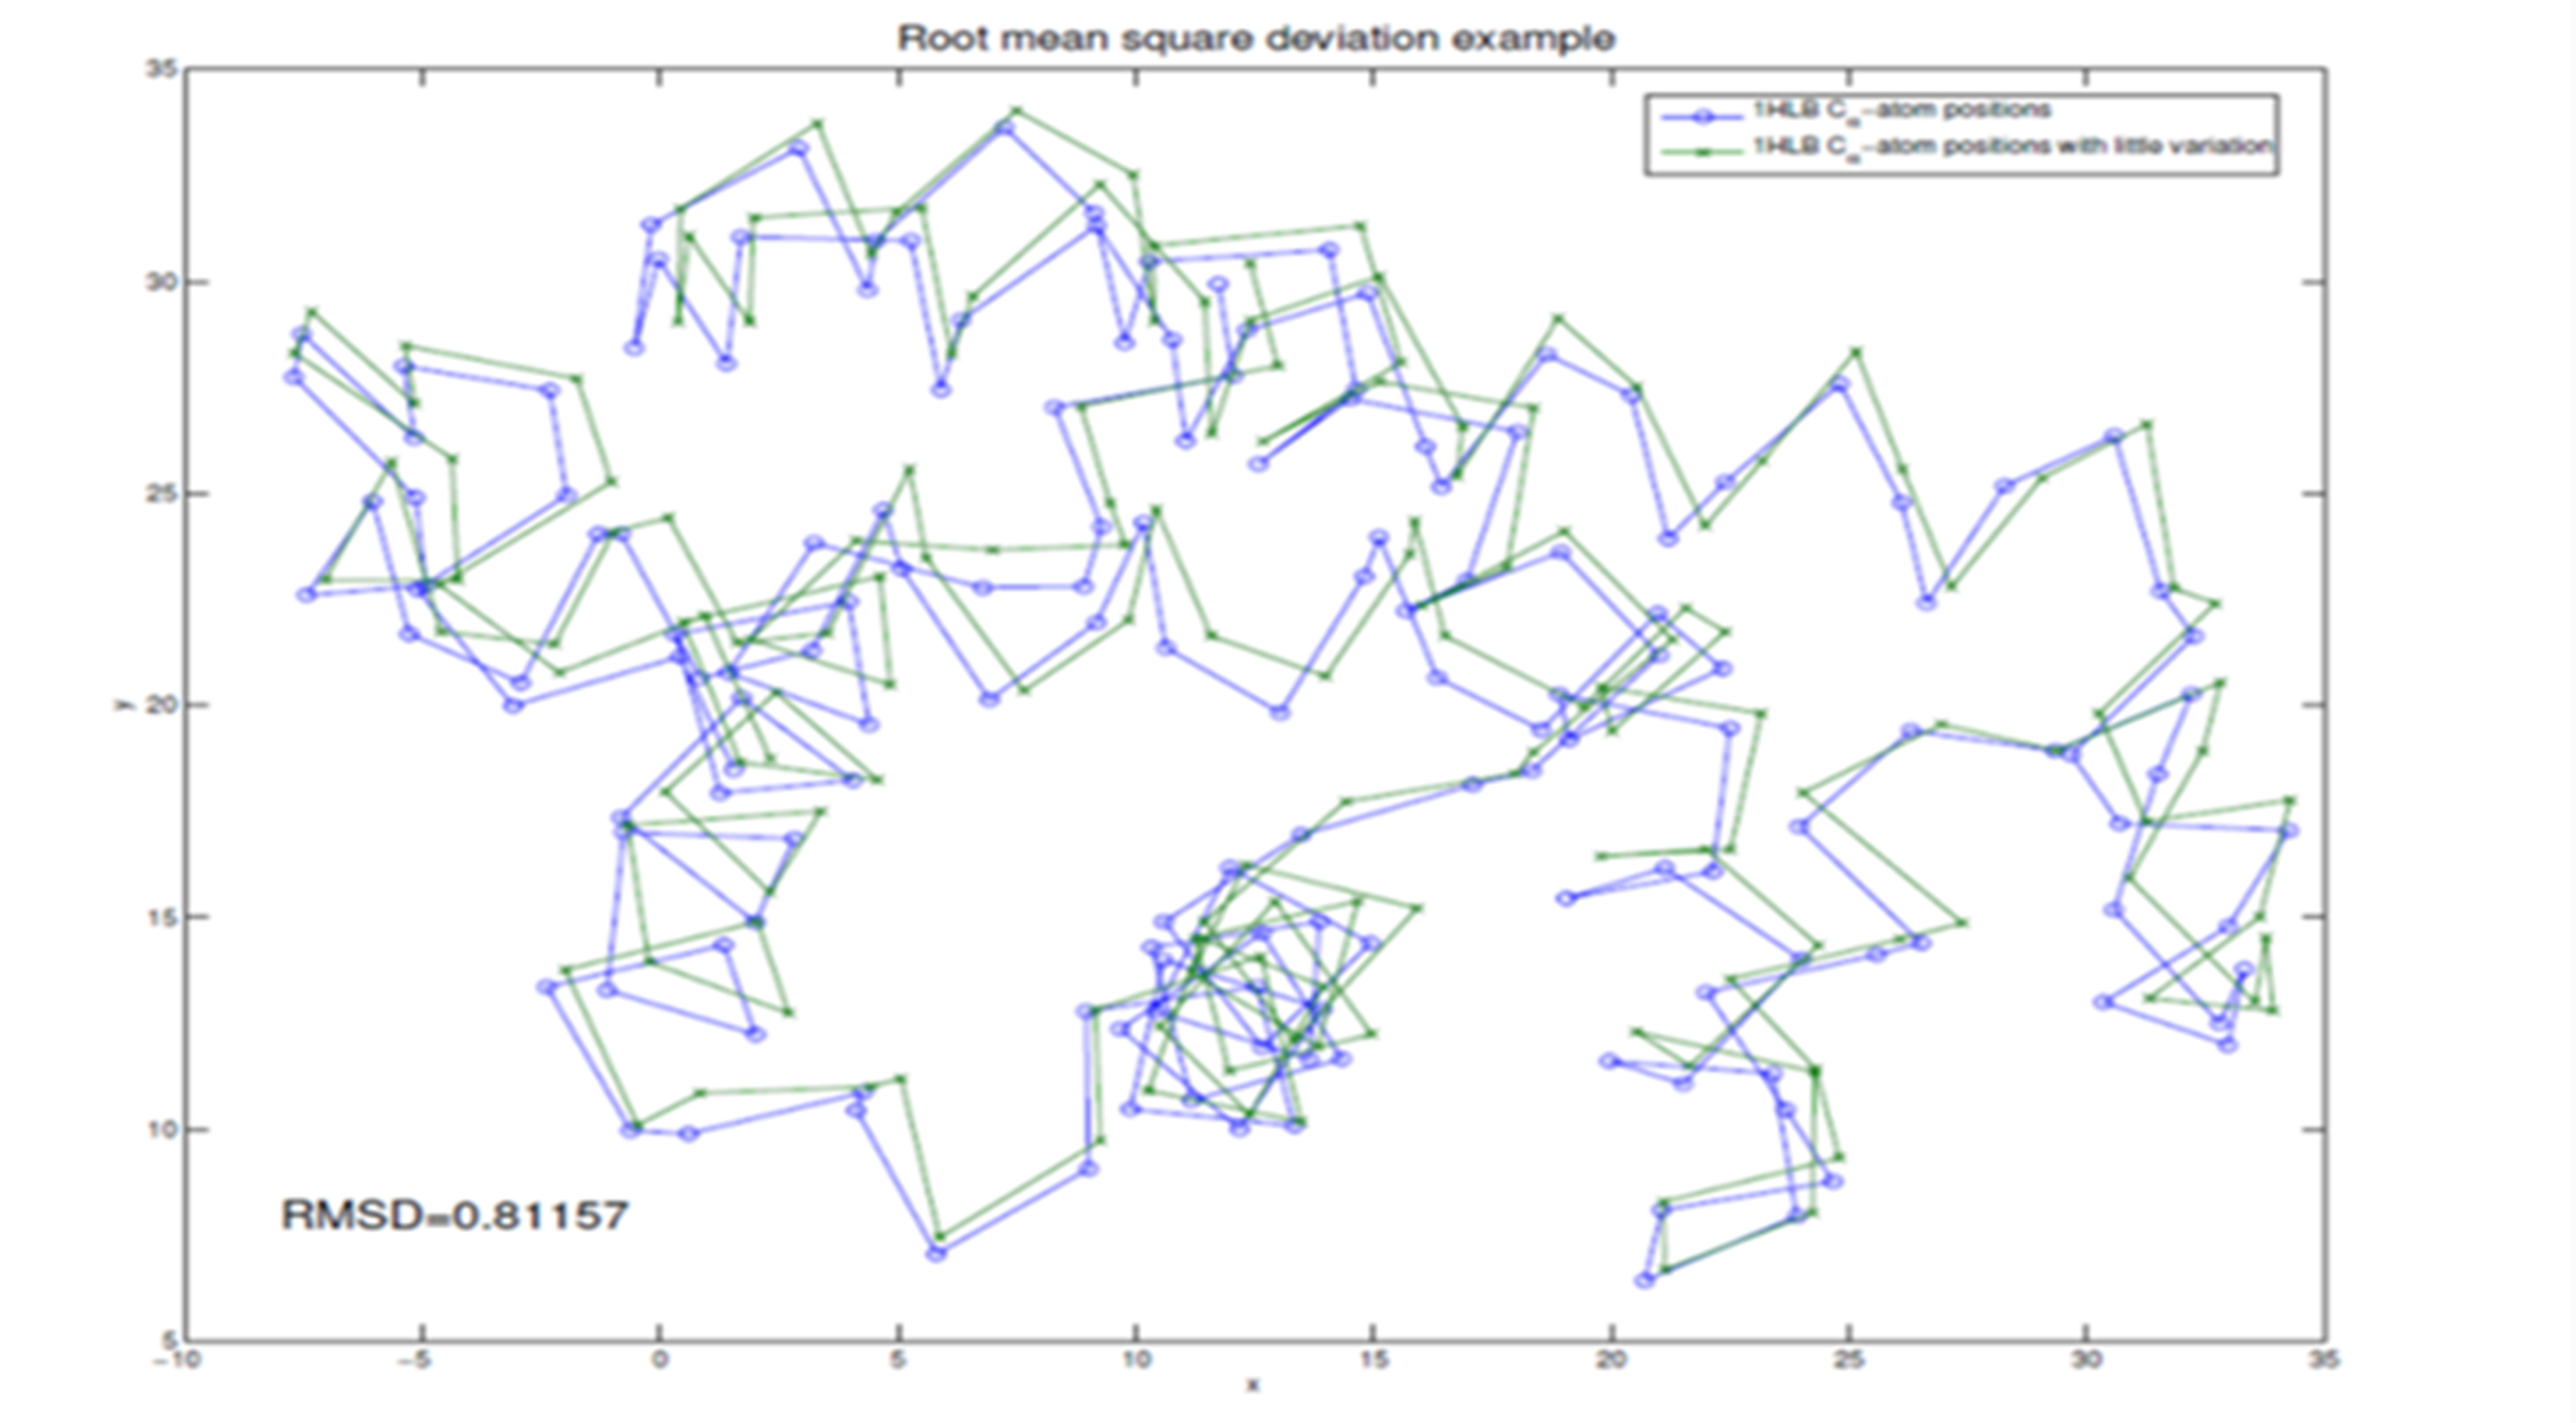 Root mean square deviation example
1HLB Cα-atom positions
1HLB Cα-atom positions with little variation
35
30
25
y
20
15
10
5
RMSD=0.81157
-10 -5 0 5 10 15 20 25 30 35
x